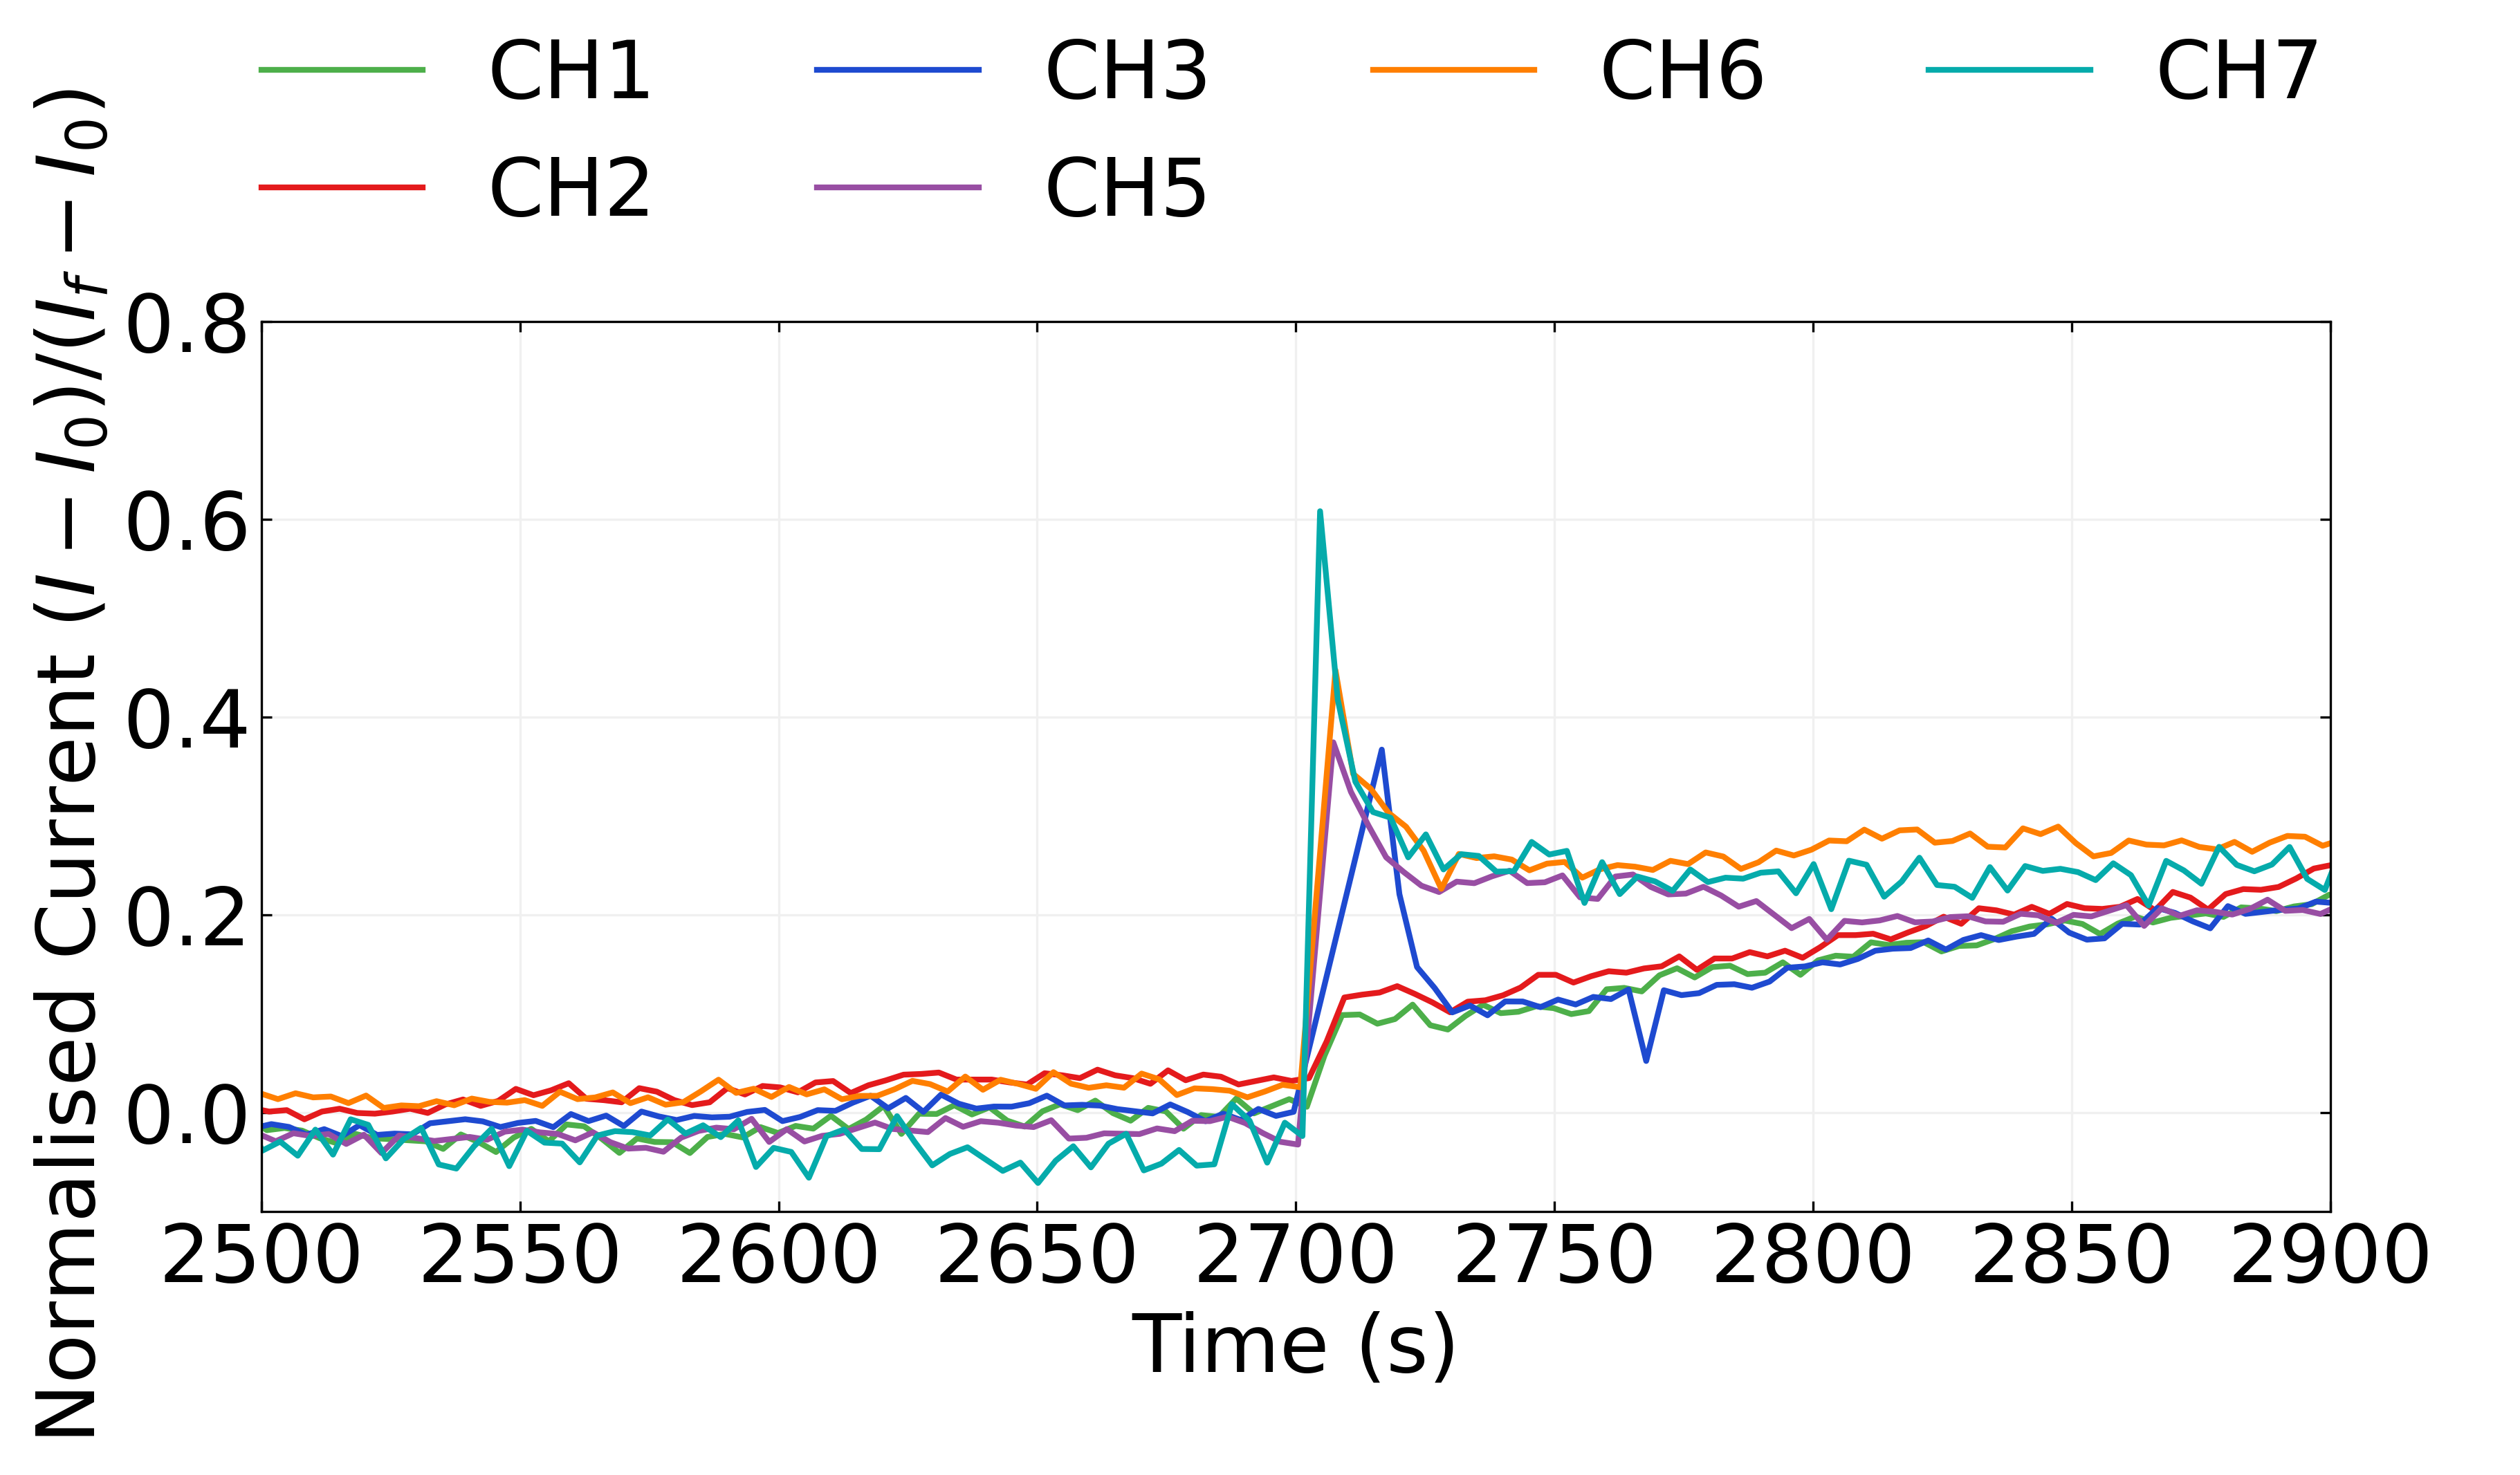 CH1 CH3 CH6 CH7
CH2 CH5
Normalised Current (I − I₀)/(I_f − I₀)
0.8
0.6
0.4
0.2
0.0
2500 2550 2600 2650 2700 2750 2800 2850 2900
Time (s)